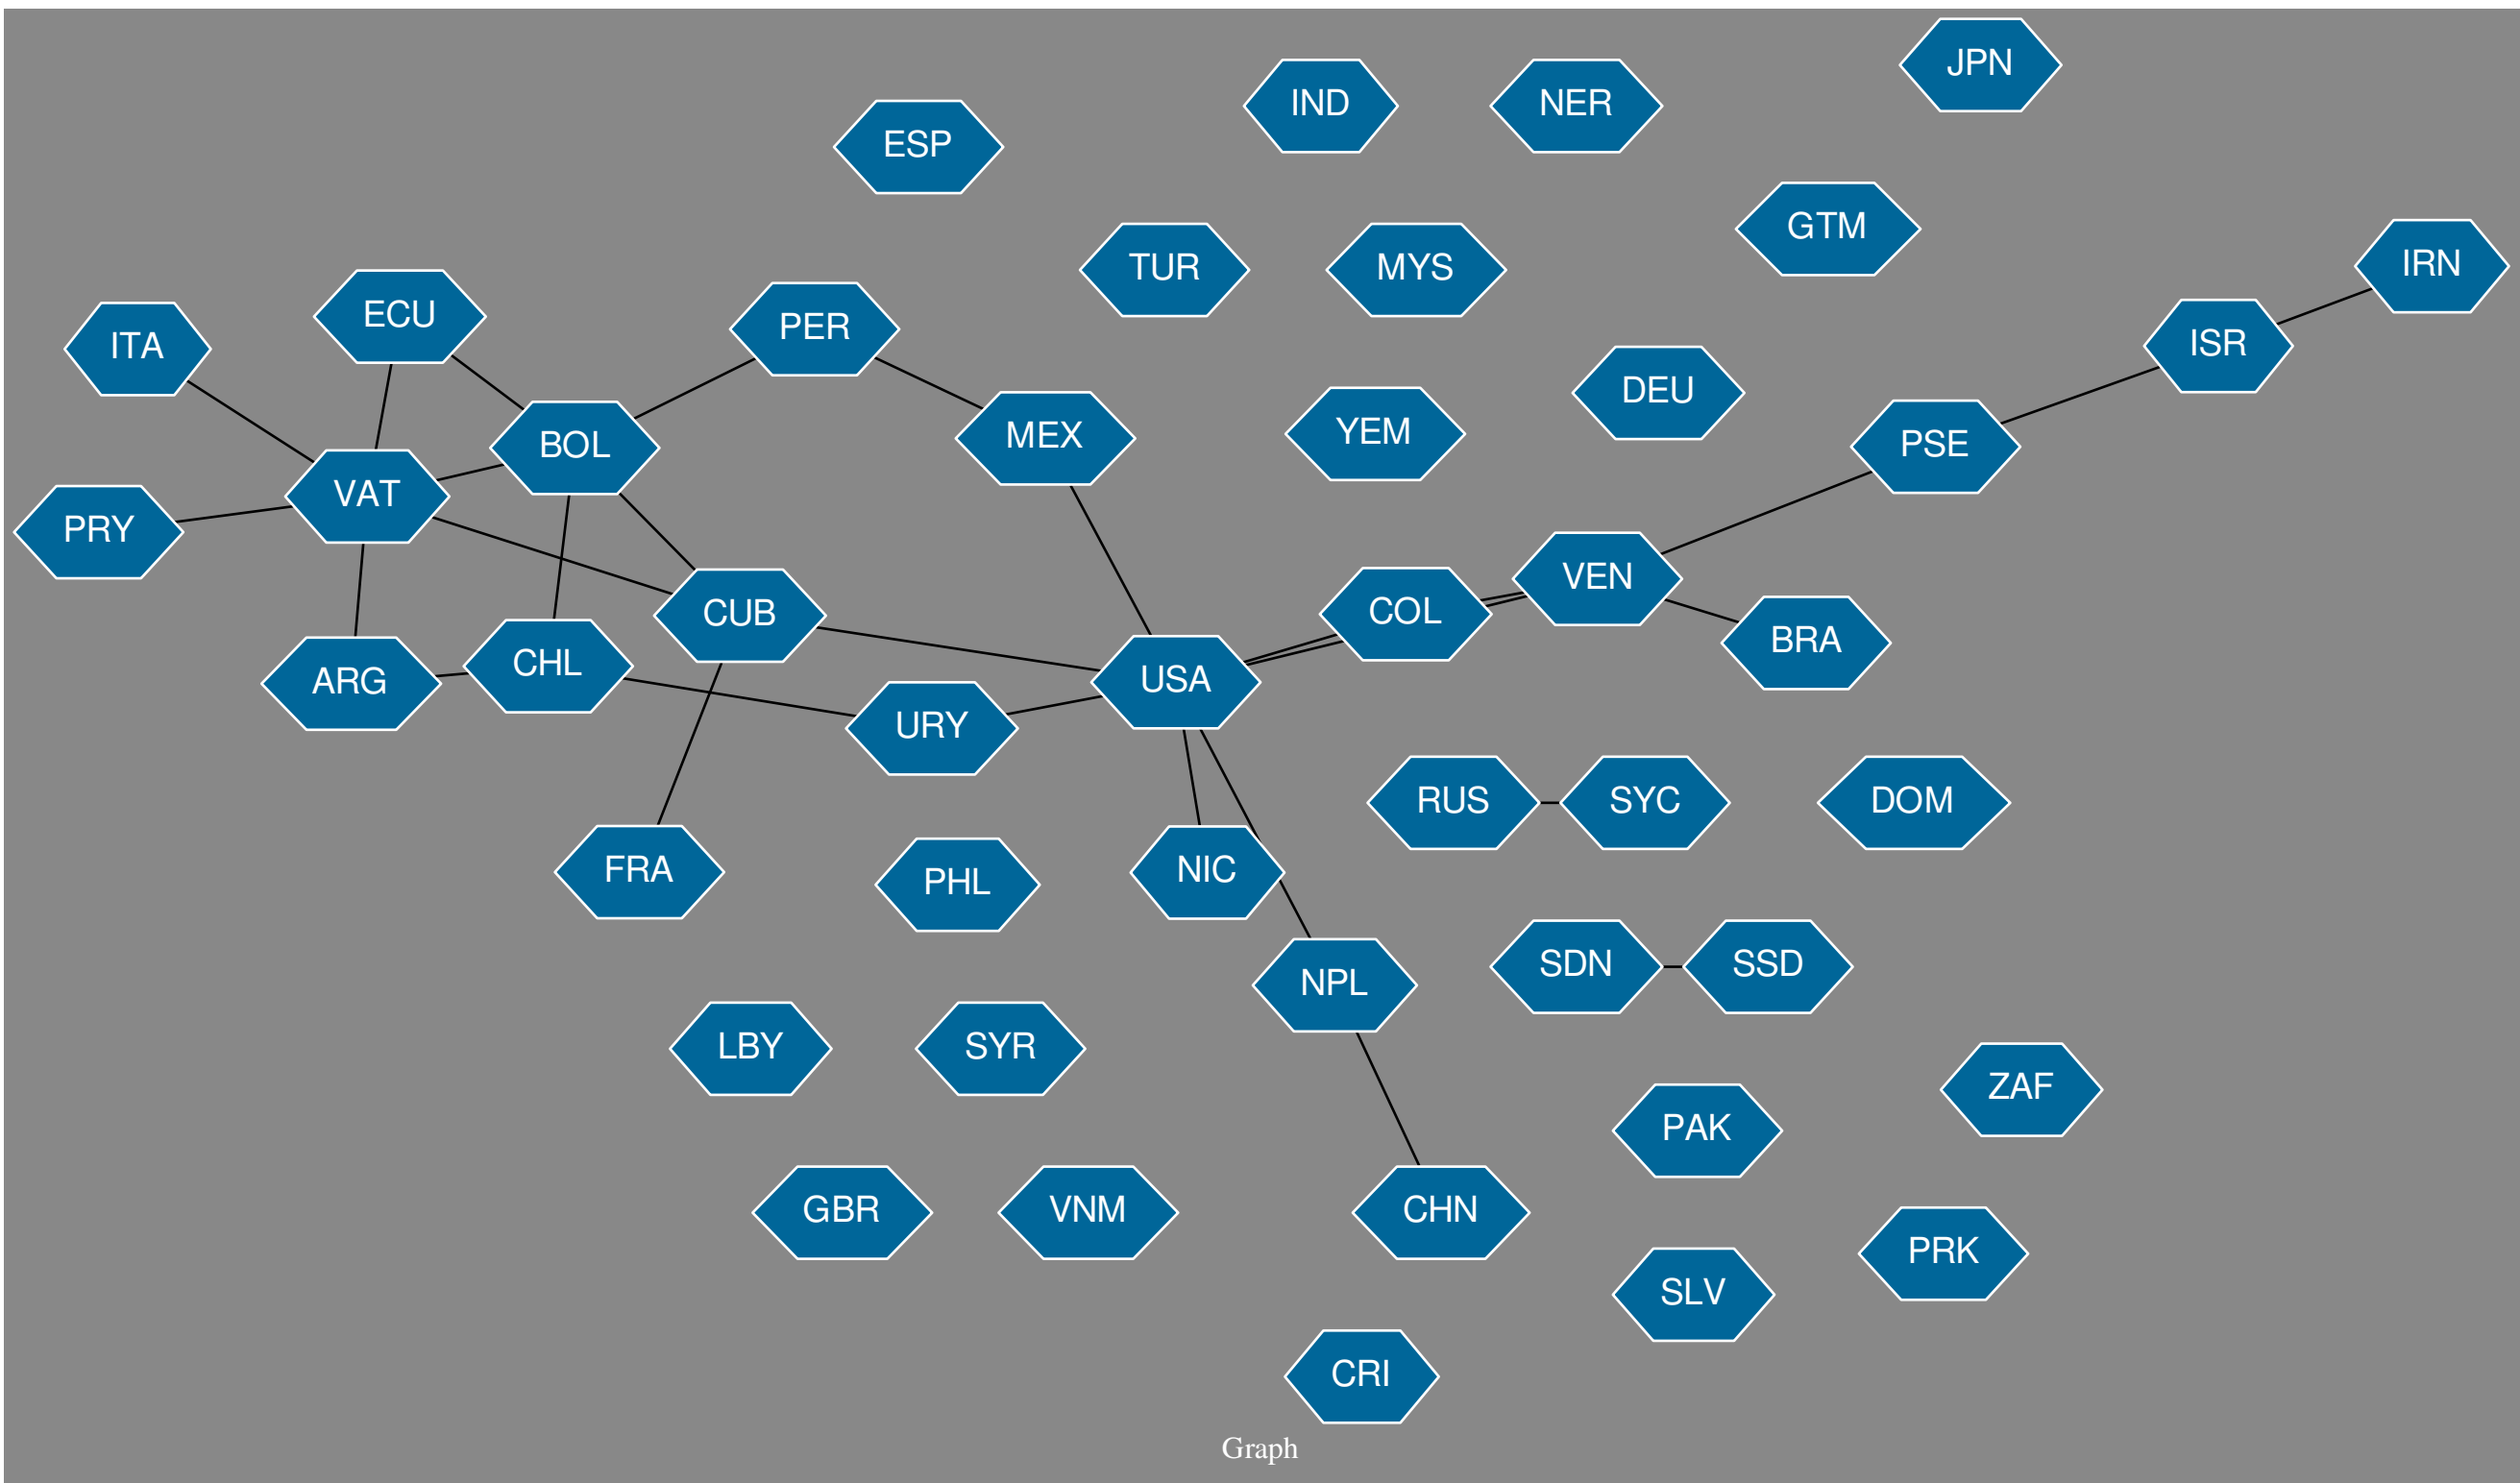 JPN
IND
NER
ESP
GTM
TUR
MYS
IRN
ECU
PER
ITA
ISR
DEU
MEX
YEM
BOL
PSE
VAT
PRY
VEN
COL
CUB
BRA
CHL
ARG
USA
URY
RUS
SYC
DOM
FRA
PHL
NIC
SDN
SSD
NPL
LBY
SYR
ZAF
PAK
GBR
VNM
CHN
PRK
SLV
CRI
Graph